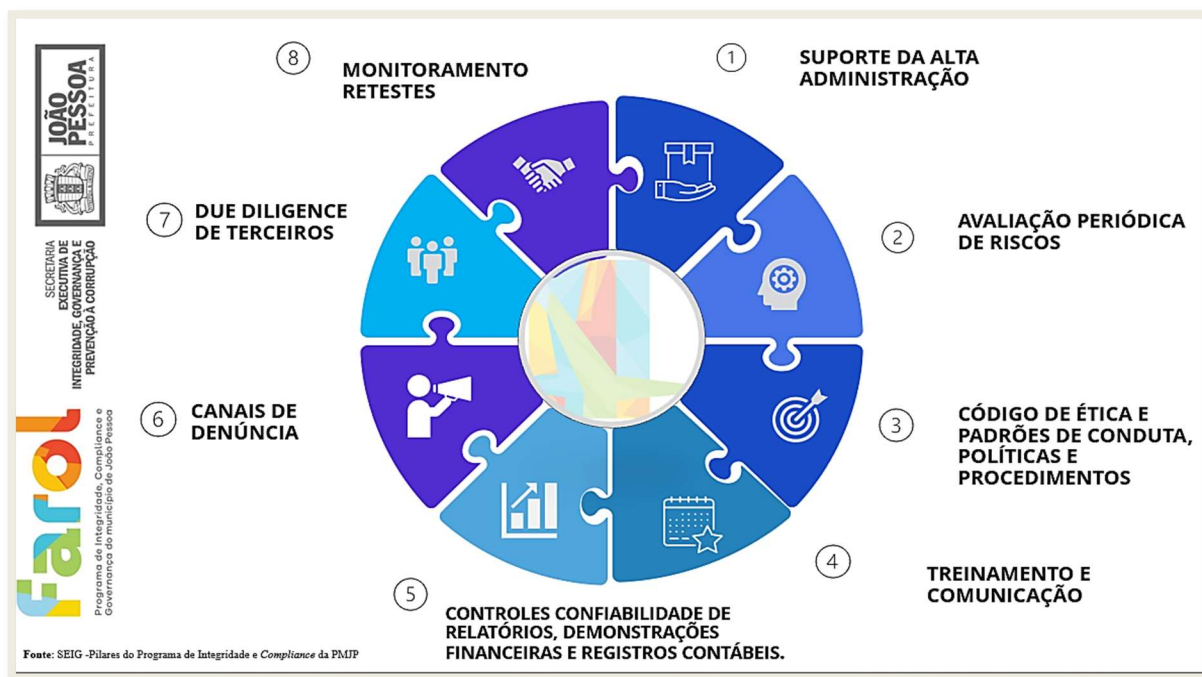 8
MONITORAMENTO
RETESTES
1
SUPORTE DA ALTA
ADMINISTRAÇÃO
7
DUE DILIGENCE
DE TERCEIROS
2
AVALIAÇÃO PERIÓDICA
DE RISCOS
6
CANAIS DE
DENÚNCIA
3
CÓDIGO DE ÉTICA E
PADRÕES DE CONDUTA,
POLÍTICAS E
PROCEDIMENTOS
4
TREINAMENTO E
COMUNICAÇÃO
5
CONTROLES CONFIABILIDADE DE
RELATÓRIOS, DEMONSTRAÇÕES
FINANCEIRAS E REGISTROS CONTÁBEIS.
JOÃO
PESSOA
PREFEITURA
SECRETARIA
EXECUTIVA DE
INTEGRIDADE, GOVERNANÇA E
PREVENÇÃO À CORRUPÇÃO
Farol
Programa de Integridade, Compliance e
Governança do município de João Pessoa
Fonte: SEIG -Pilares do Programa de Integridade e Compliance da PMJP